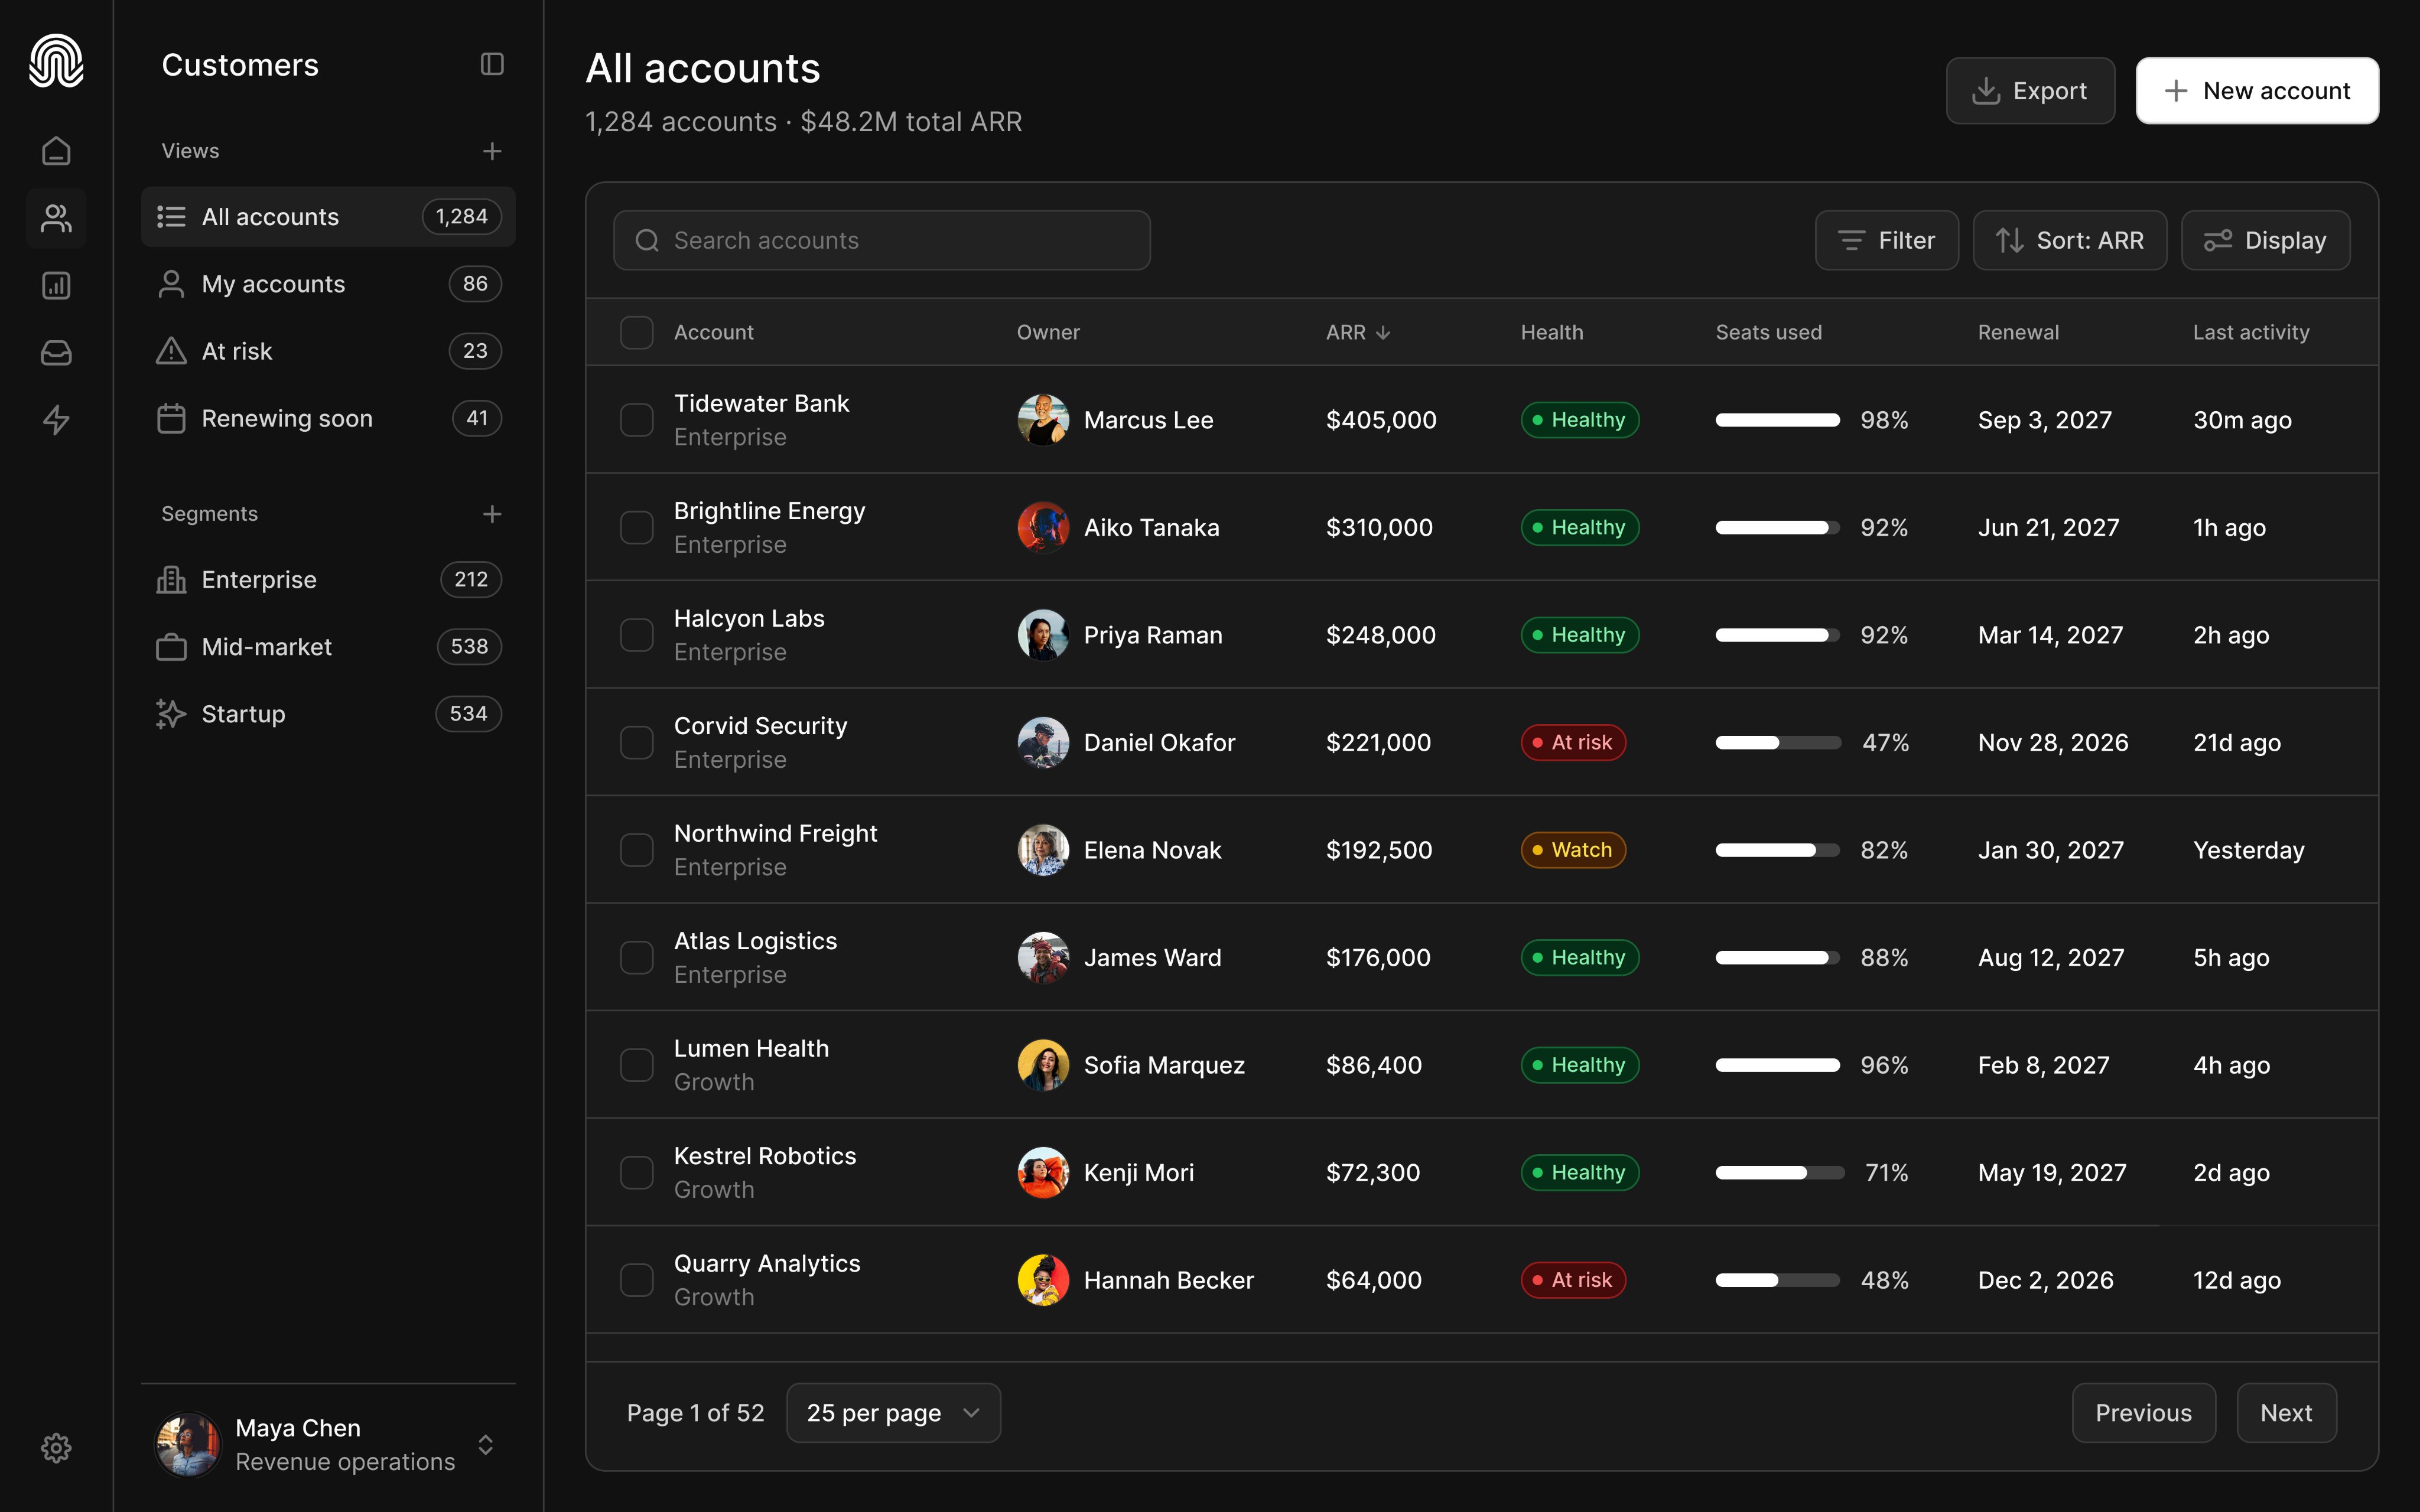 Customers
Views
All accounts 1,284
My accounts 86
At risk 23
Renewing soon 41
Segments
Enterprise 212
Mid-market 538
Startup 534
Maya Chen
Revenue operations
All accounts
1,284 accounts · $48.2M total ARR
Export
New account
Search accounts
Filter
Sort: ARR
Display
Account Owner ARR Health Seats used Renewal Last activity
Tidewater Bank
Enterprise
Marcus Lee $405,000 Healthy 98% Sep 3, 2027 30m ago
Brightline Energy
Enterprise
Aiko Tanaka $310,000 Healthy 92% Jun 21, 2027 1h ago
Halcyon Labs
Enterprise
Priya Raman $248,000 Healthy 92% Mar 14, 2027 2h ago
Corvid Security
Enterprise
Daniel Okafor $221,000 At risk 47% Nov 28, 2026 21d ago
Northwind Freight
Enterprise
Elena Novak $192,500 Watch 82% Jan 30, 2027 Yesterday
Atlas Logistics
Enterprise
James Ward $176,000 Healthy 88% Aug 12, 2027 5h ago
Lumen Health
Growth
Sofia Marquez $86,400 Healthy 96% Feb 8, 2027 4h ago
Kestrel Robotics
Growth
Kenji Mori $72,300 Healthy 71% May 19, 2027 2d ago
Quarry Analytics
Growth
Hannah Becker $64,000 At risk 48% Dec 2, 2026 12d ago
Page 1 of 52
25 per page
Previous
Next